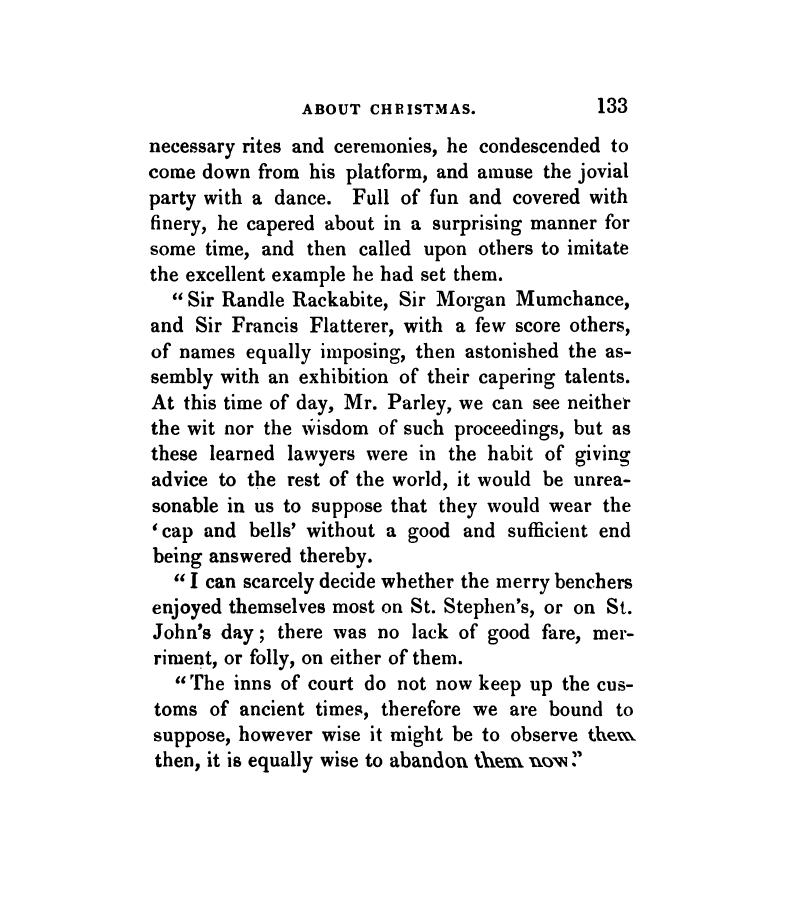 ABOUT CHRISTMAS. 133
necessary rites and ceremonies, he condescended to
come down from his platform, and amuse the jovial
party with a dance. Full of fun and covered with
finery, he capered about in a surprising manner for
some time, and then called upon others to imitate
the excellent example he had set them.
“Sir Randle Rackabite, Sir Morgan Mumchance,
and Sir Francis Flatterer, with a few score others,
of names equally imposing, then astonished the as-
sembly with an exhibition of their capering talents.
At this time of day, Mr. Parley, we can see neither
the wit nor the wisdom of such proceedings, but as
these learned lawyers were in the habit of giving
advice to the rest of the world, it would be unrea-
sonable in us to suppose that they would wear the
‘cap and bells’ without a good and sufficient end
being answered thereby.
“I can scarcely decide whether the merry benchers
enjoyed themselves most on St. Stephen’s, or on St.
John’s day; there was no lack of good fare, mer-
riment, or folly, on either of them.
“The inns of court do not now keep up the cus-
toms of ancient times, therefore we are bound to
suppose, however wise it might be to observe them
then, it is equally wise to abandon them now.”